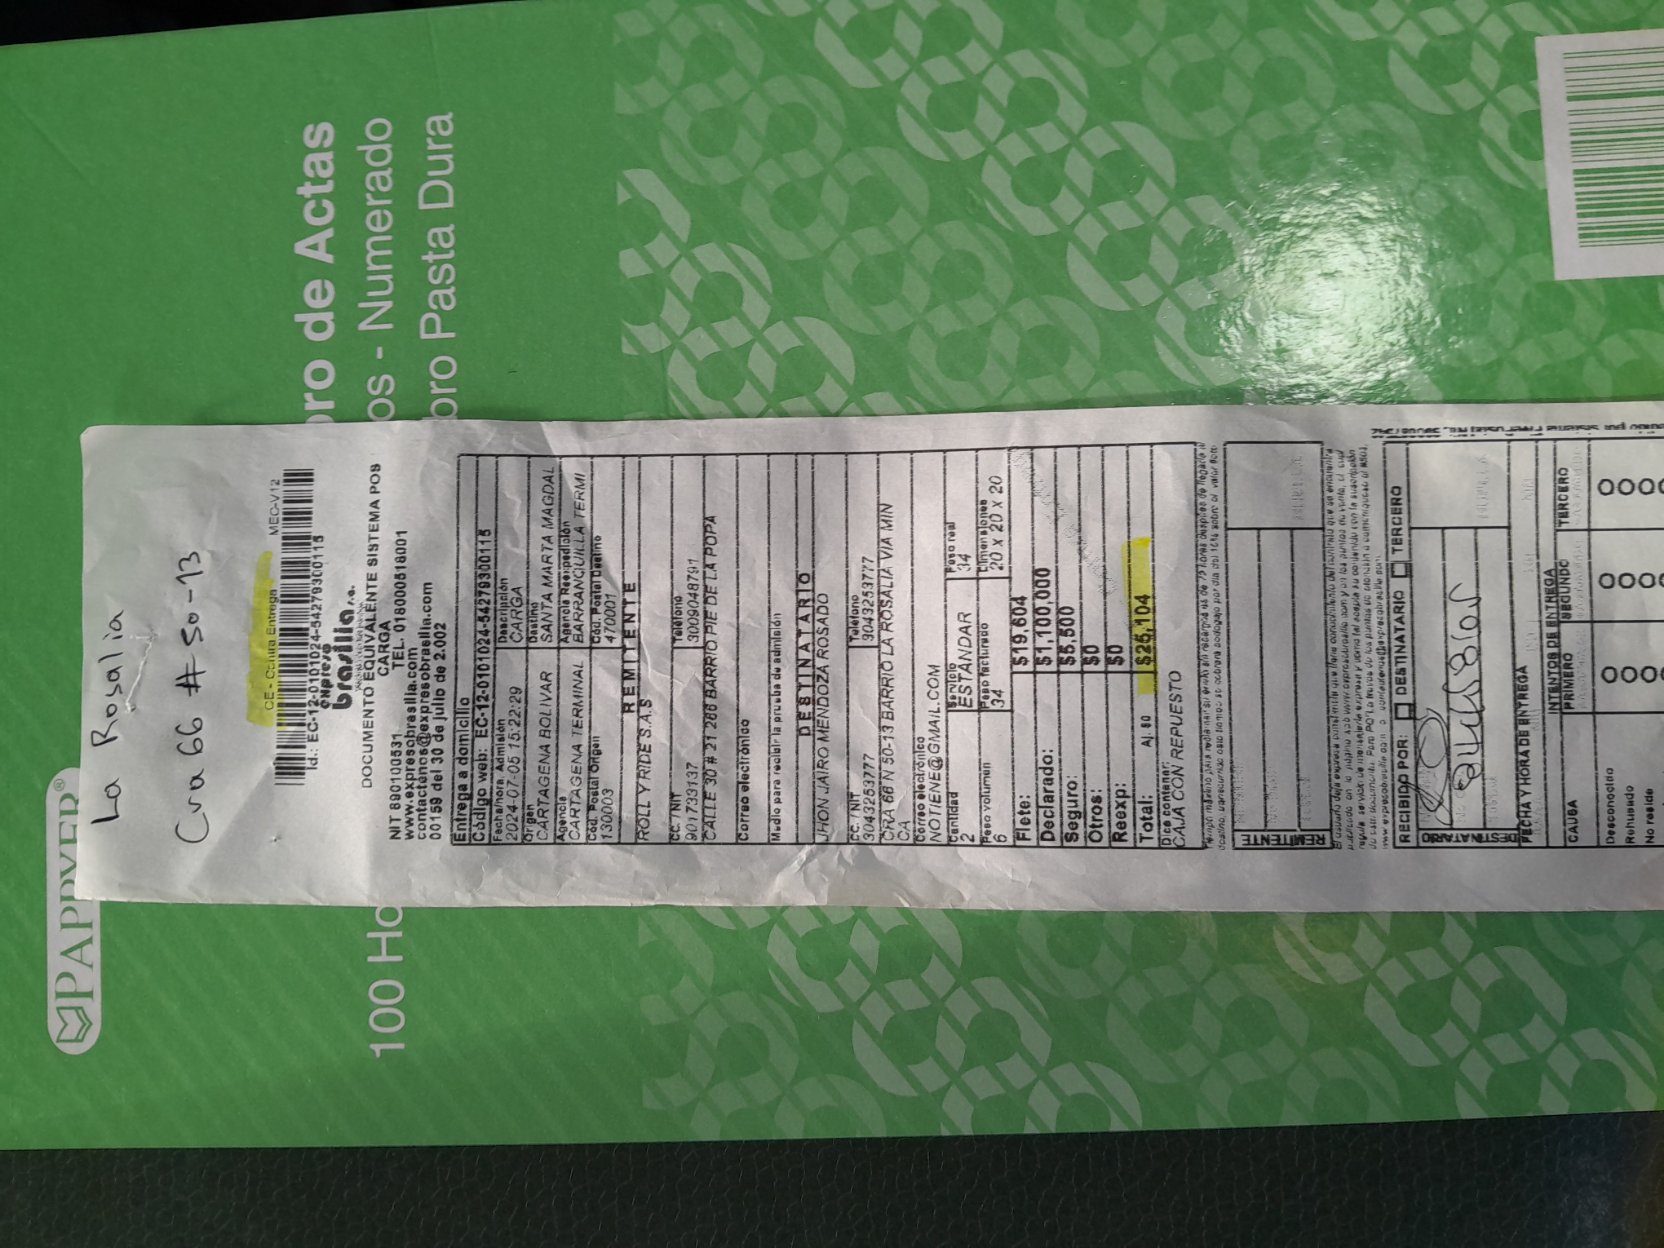 PAPPYER®
bro de Actas
100 Ho
os - Numerado
bro Pasta Dura
La Rosalia
Cra 66 # 50-13
CE - Contra Entrega
MEC-V12
Id.: EC-12-0101024-54279300115
expreso
brasilia s.a.
DOCUMENTO EQUIVALENTE SISTEMA POS
CARGA
NIT 890100531 TEL. 018000518001
www.expresobrasilia.com
contactenos@expresobrasilia.com
00159 del 30 de julio de 2.002
Entrega a domicilio
Código web: EC-12-0101024-54279300115
Fecha/hora Admisión Descripción
2024-07-05 15:22:29 CARGA
Origen Destino
CARTAGENA BOLIVAR SANTA MARTA MAGDAL
Agencia Agencia Reexpedición
CARTAGENA TERMINAL BARRANQUILLA TERMI
Cód. Postal Origen Cód. Postal Destino
130003 470001
REMITENTE
ROLL Y RIDE S.A.S
CC. / NIT Teléfono
901733137 3009048791
CALLE 30 # 21 266 BARRIO PIE DE LA POPA
Correo electrónico
Medio para recibir la prueba de admisión
DESTINATARIO
JHON JAIRO MENDOZA ROSADO
CC. / NIT Teléfono
3043253777 3043253777
CRA 66 N 50-13 BARRIO LA ROSALIA VIA MIN
CA
Correo electrónico
NOTIENE@GMAIL.COM
Cantidad Servicio Peso real
2 ESTANDAR 34
Peso volumén Peso facturado Dimensiones
6 34 20 x 20 x 20
Flete: $19,604
Declarado: $1,100,000
Seguro: $5,500
Otros: $0
Reexp: $0
Total: Aj. $0 $25,104
Dice contener:
CAJA CON REPUESTO
REMITENTE
RECIBIDO POR: DESTINATARIO TERCERO
DESTINATARIO
FECHA Y HORA DE ENTREGA
INTENTOS DE ENTREGA
CAUSA PRIMERO SEGUNDO TERCERO
Desconocido
Rehusado
No reside